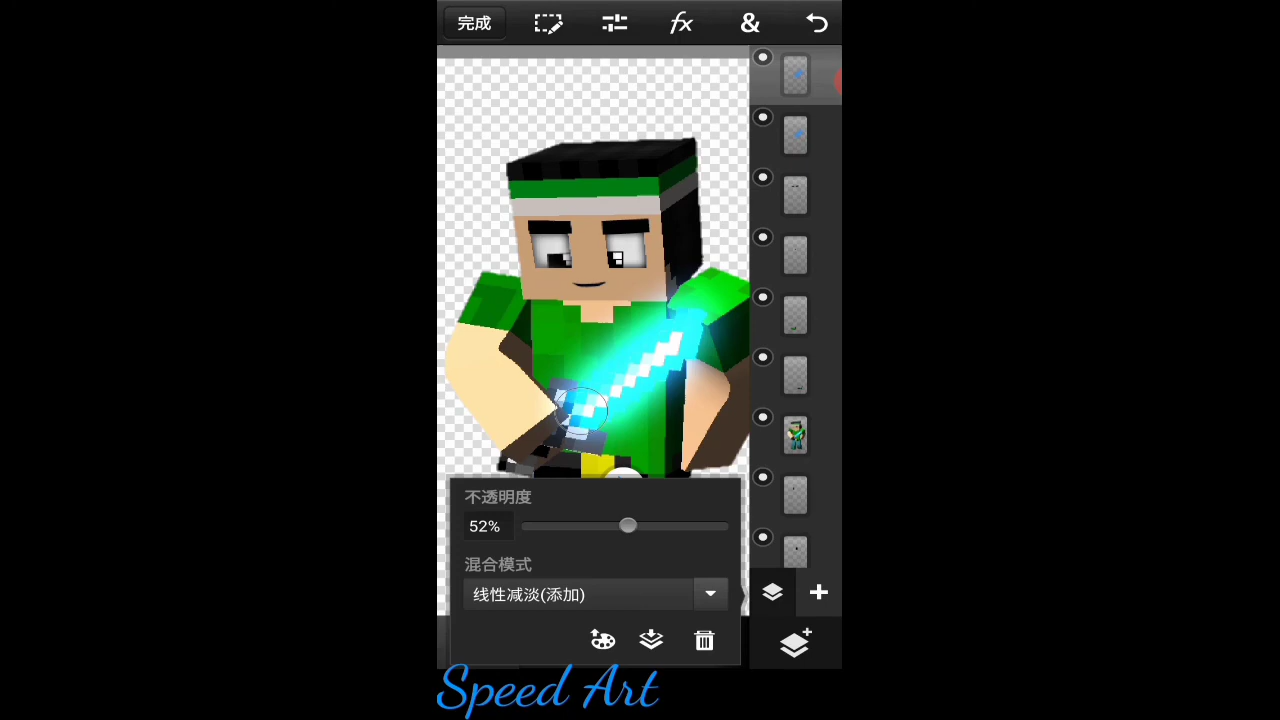 完成 fx &
不透明度
52%
混合模式
线性减淡(添加)
Speed Art